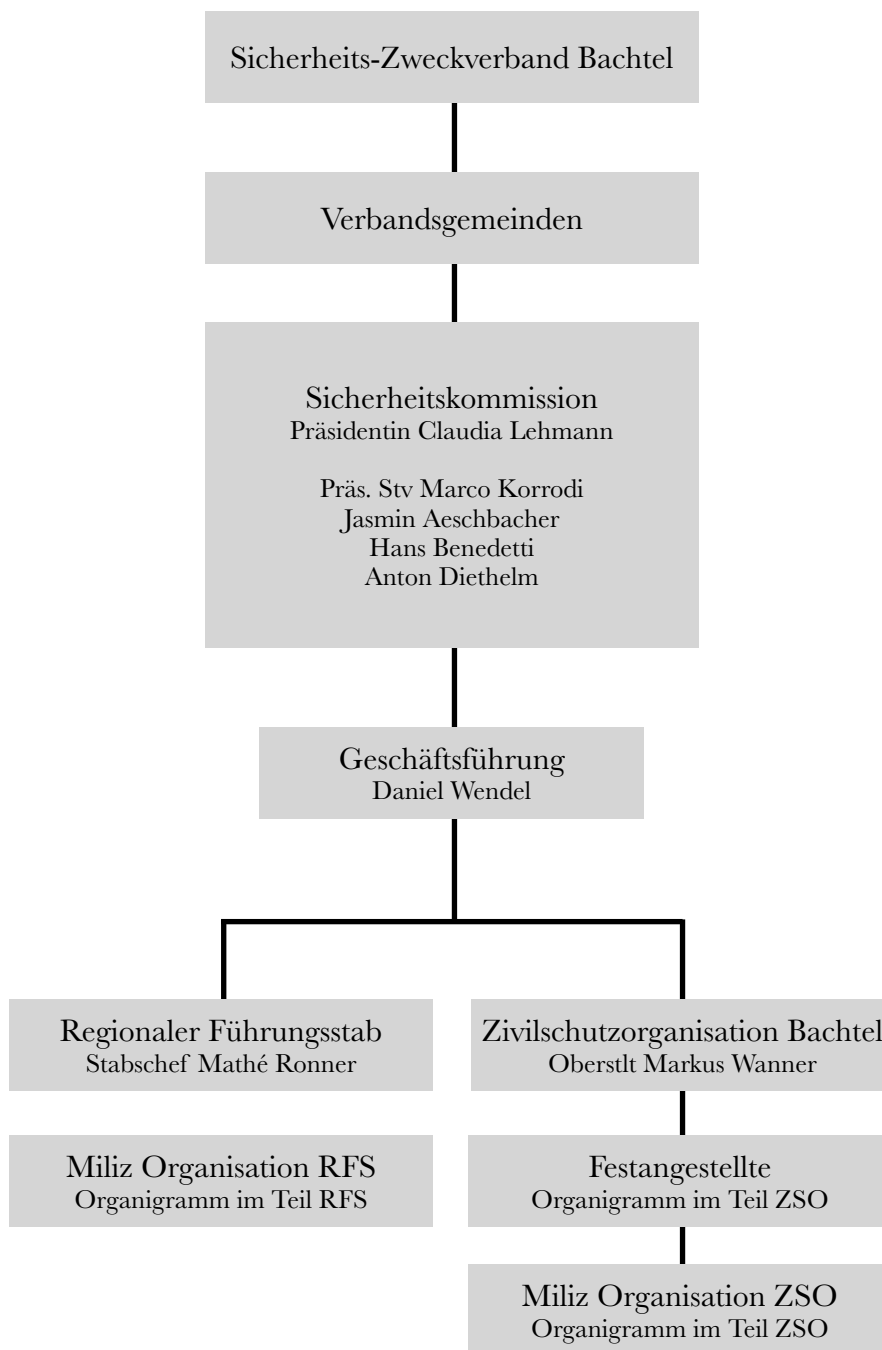 Sicherheits-Zweckverband Bachtel
Verbandsgemeinden
Sicherheitskommission
Präsidentin Claudia Lehmann
Präs. Stv Marco Korrodi
Jasmin Aeschbacher
Hans Benedetti
Anton Diethelm
Geschäftsführung
Daniel Wendel
Regionaler Führungsstab
Stabschef Mathé Ronner
Miliz Organisation RFS
Organigramm im Teil RFS
Zivilschutzorganisation Bachtel
Oberstlt Markus Wanner
Festangestellte
Organigramm im Teil ZSO
Miliz Organisation ZSO
Organigramm im Teil ZSO